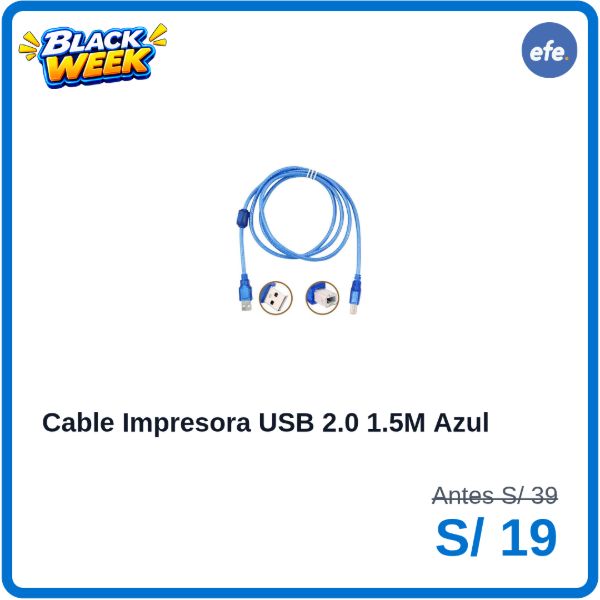 BLACK
WEEK
efe.
Cable Impresora USB 2.0 1.5M Azul
Antes S/ 39
S/ 19